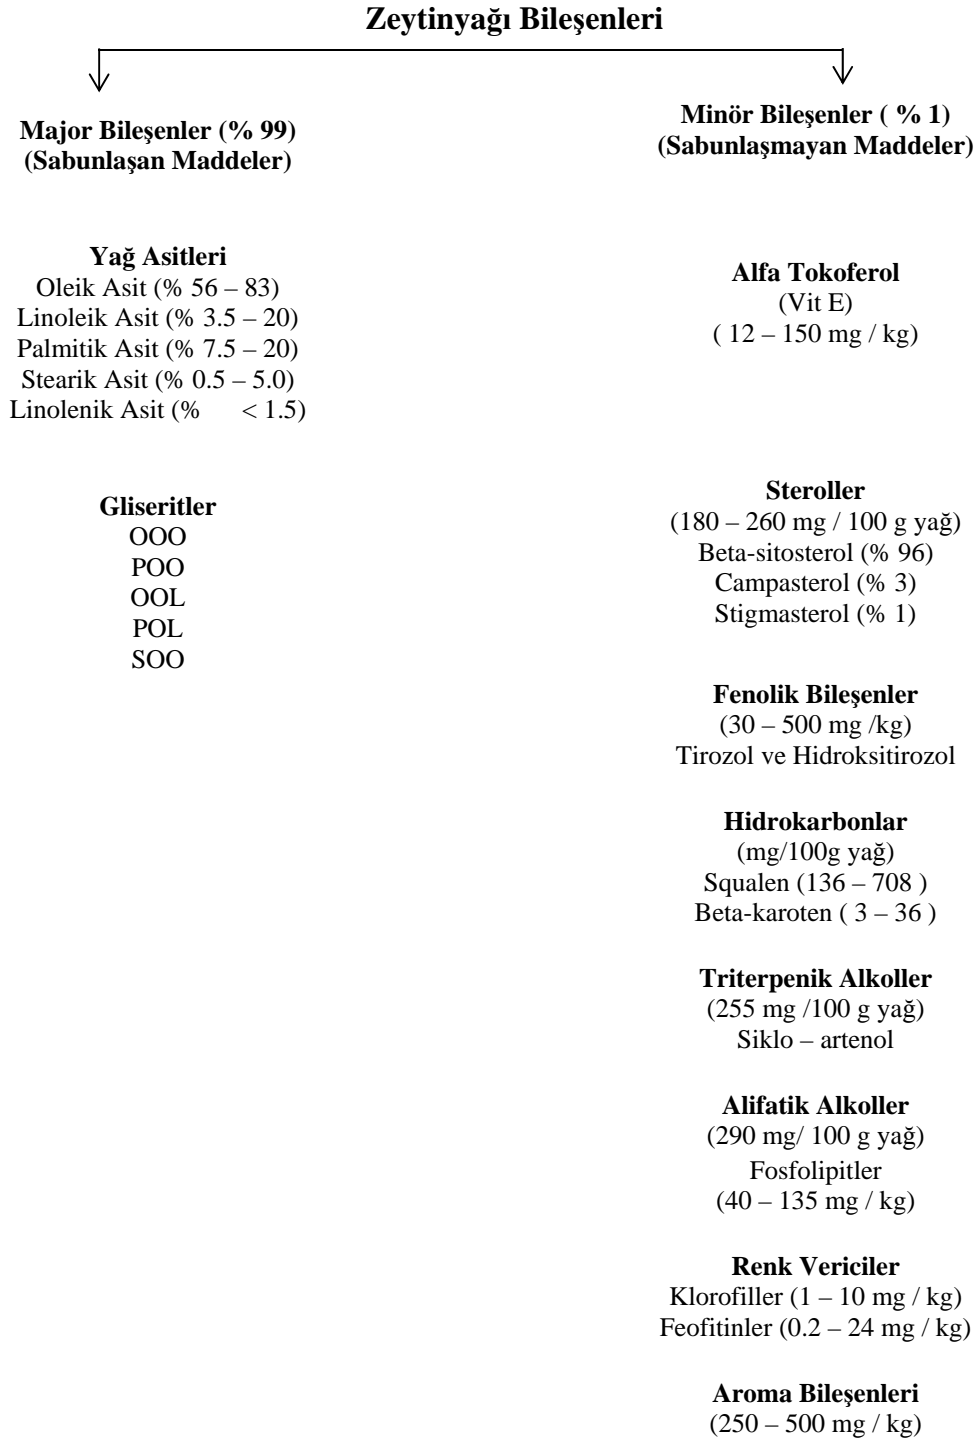 Zeytinyağı Bileşenleri
Major Bileşenler (% 99)
(Sabunlaşan Maddeler)
Yağ Asitleri
Oleik Asit (% 56 – 83)
Linoleik Asit (% 3.5 – 20)
Palmitik Asit (% 7.5 – 20)
Stearik Asit (% 0.5 – 5.0)
Linolenik Asit (% < 1.5)
Gliseritler
OOO
POO
OOL
POL
SOO
Minör Bileşenler ( % 1)
(Sabunlaşmayan Maddeler)
Alfa Tokoferol
(Vit E)
( 12 – 150 mg / kg)
Steroller
(180 – 260 mg / 100 g yağ)
Beta-sitosterol (% 96)
Campasterol (% 3)
Stigmasterol (% 1)
Fenolik Bileşenler
(30 – 500 mg /kg)
Tirozol ve Hidroksitirozol
Hidrokarbonlar
(mg/100g yağ)
Squalen (136 – 708 )
Beta-karoten ( 3 – 36 )
Triterpenik Alkoller
(255 mg /100 g yağ)
Siklo – artenol
Alifatik Alkoller
(290 mg/ 100 g yağ)
Fosfolipitler
(40 – 135 mg / kg)
Renk Vericiler
Klorofiller (1 – 10 mg / kg)
Feofitinler (0.2 – 24 mg / kg)
Aroma Bileşenleri
(250 – 500 mg / kg)